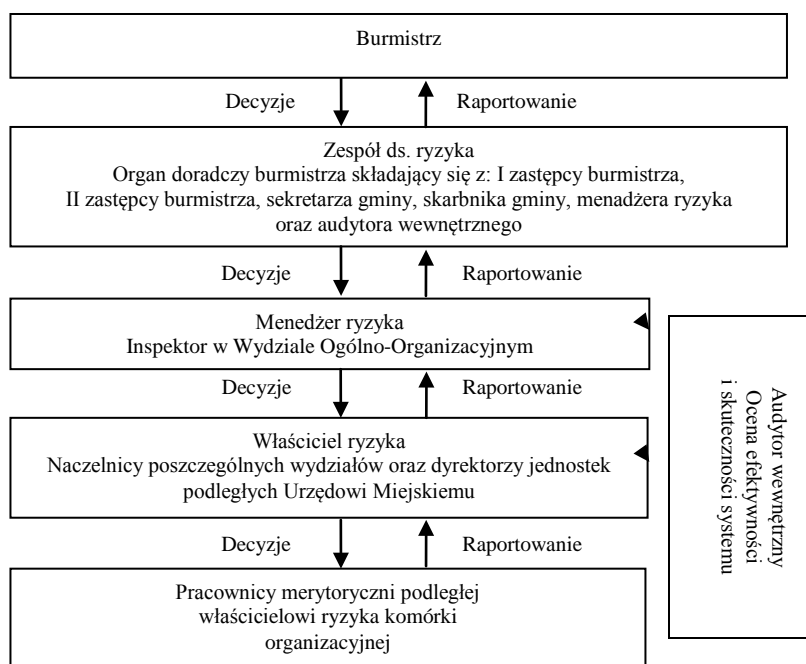 Burmistrz
Decyzje Raportowanie
Zespół ds. ryzyka
Organ doradczy burmistrza składający się z: I zastępcy burmistrza,
II zastępcy burmistrza, sekretarza gminy, skarbnika gminy, menadżera ryzyka
oraz audytora wewnętrznego
Decyzje Raportowanie
Menedżer ryzyka
Inspektor w Wydziale Ogólno-Organizacyjnym
Decyzje Raportowanie
Właściciel ryzyka
Naczelnicy poszczególnych wydziałów oraz dyrektorzy jednostek
podległych Urzędowi Miejskiemu
Decyzje Raportowanie
Pracownicy merytoryczni podległej
właścicielowi ryzyka komórki
organizacyjnej
Audytor wewnętrzny
Ocena efektywności
i skuteczności systemu